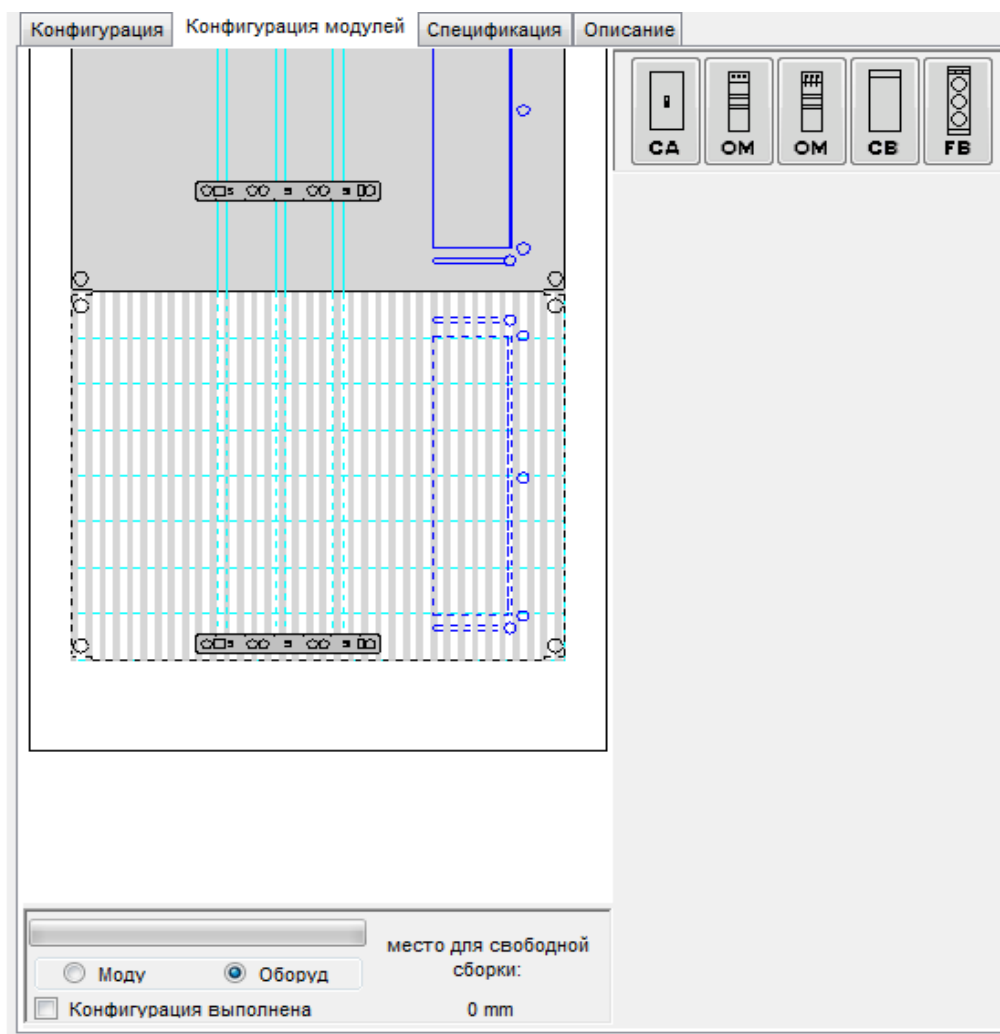 Конфигурация Конфигурация модулей Спецификация Описание
CA OM OM CB FB
место для свободной
сборки:
Моду Оборуд
Конфигурация выполнена 0 mm